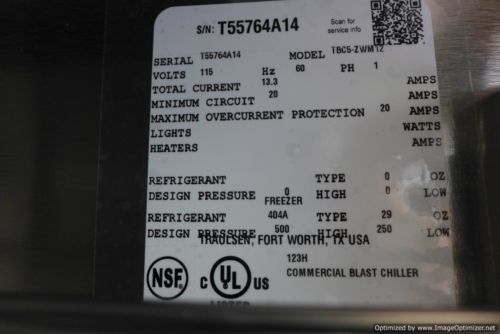 S/N: T55764A14
Scan for
service info
SERIAL T55764A14 MODEL TBC5-ZWM12
VOLTS 115 Hz 60 PH 1
TOTAL CURRENT 13.3 AMPS
MINIMUM CIRCUIT 20 AMPS
MAXIMUM OVERCURRENT PROTECTION 20 AMPS
LIGHTS WATTS
HEATERS AMPS
REFRIGERANT TYPE 0 OZ
DESIGN PRESSURE 0 HIGH 0 LOW
FREEZER
REFRIGERANT 404A TYPE 29 OZ
DESIGN PRESSURE 500 HIGH 250 LOW
TRAULSEN, FORT WORTH, TX USA
123H
NSF c UL US COMMERCIAL BLAST CHILLER
LISTED
Optimized by www.ImageOptimizer.net